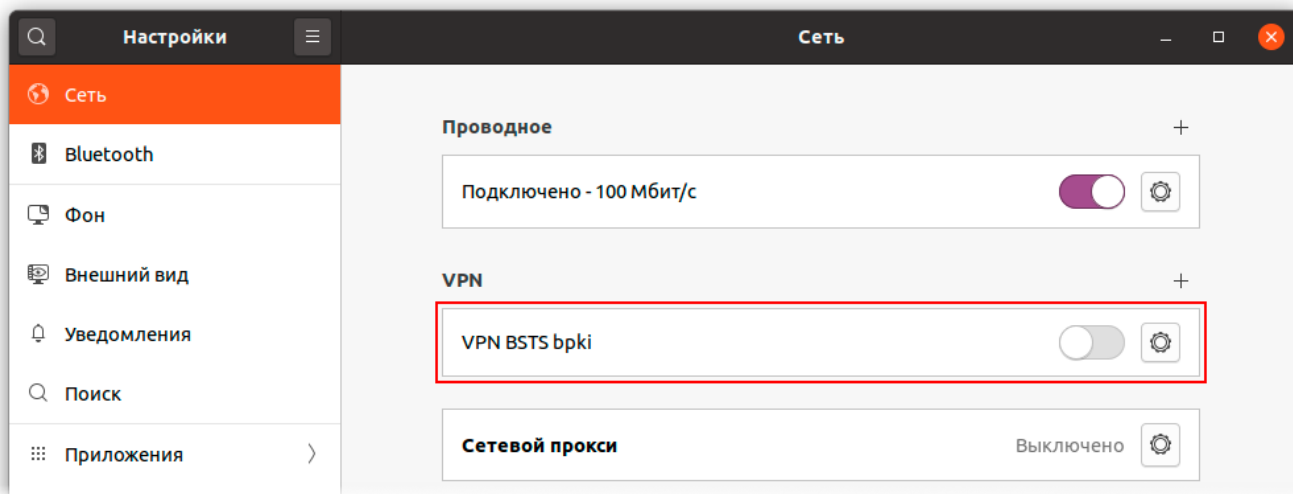 Настройки
Сеть
Сеть
Bluetooth
Фон
Внешний вид
Уведомления
Поиск
Приложения
Проводное
Подключено - 100 Мбит/с
VPN
VPN BSTS bpki
Сетевой прокси
Выключено